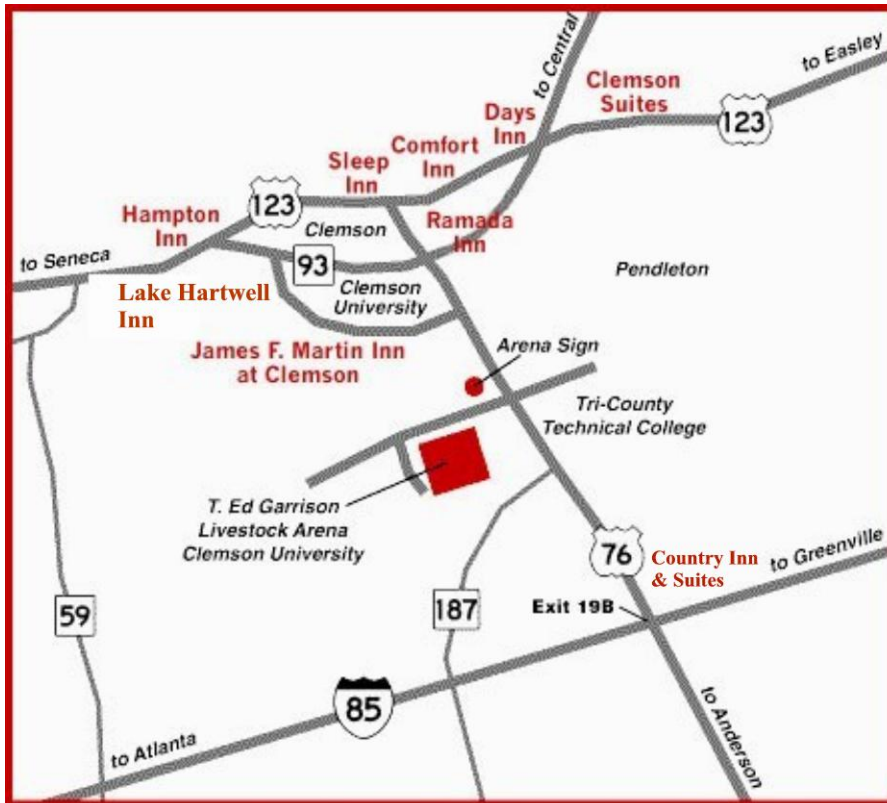 to Central
to Easley
Clemson
Suites
123
Days
Inn
Comfort
Inn
Sleep
Inn
123
Hampton
Inn
Clemson
Ramada
Inn
to Seneca
93
Pendleton
Clemson
University
Lake Hartwell
Inn
James F. Martin Inn
at Clemson
Arena Sign
Tri-County
Technical College
T. Ed Garrison
Livestock Arena
Clemson University
76
Country Inn
& Suites
to Greenville
59
187
Exit 19B
85
to Atlanta
to Anderson